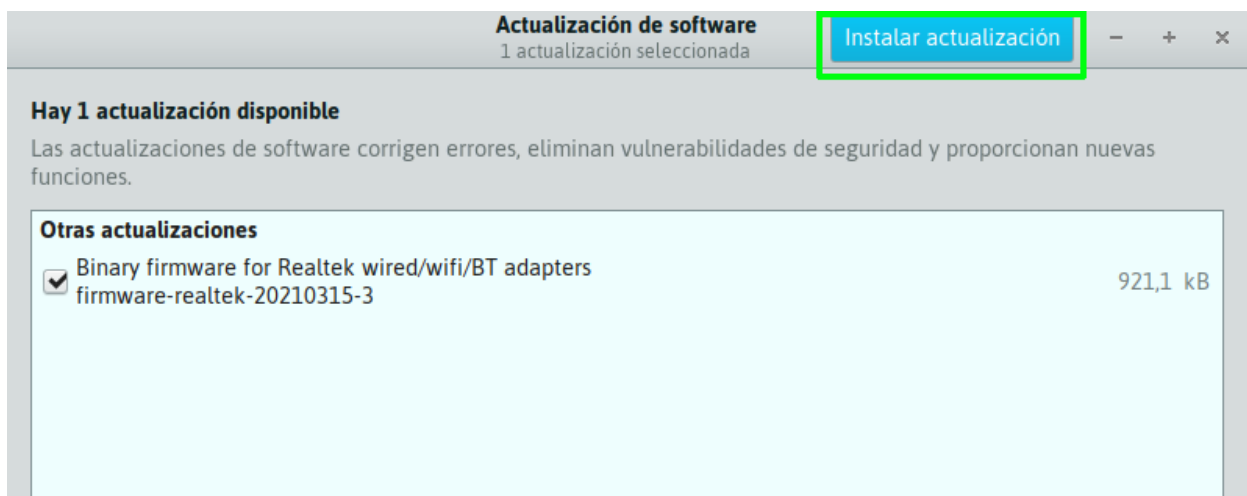 Actualización de software
1 actualización seleccionada
Instalar actualización
Hay 1 actualización disponible
Las actualizaciones de software corrigen errores, eliminan vulnerabilidades de seguridad y proporcionan nuevas
funciones.
Otras actualizaciones
Binary firmware for Realtek wired/wifi/BT adapters
firmware-realtek-20210315-3
921,1 kB